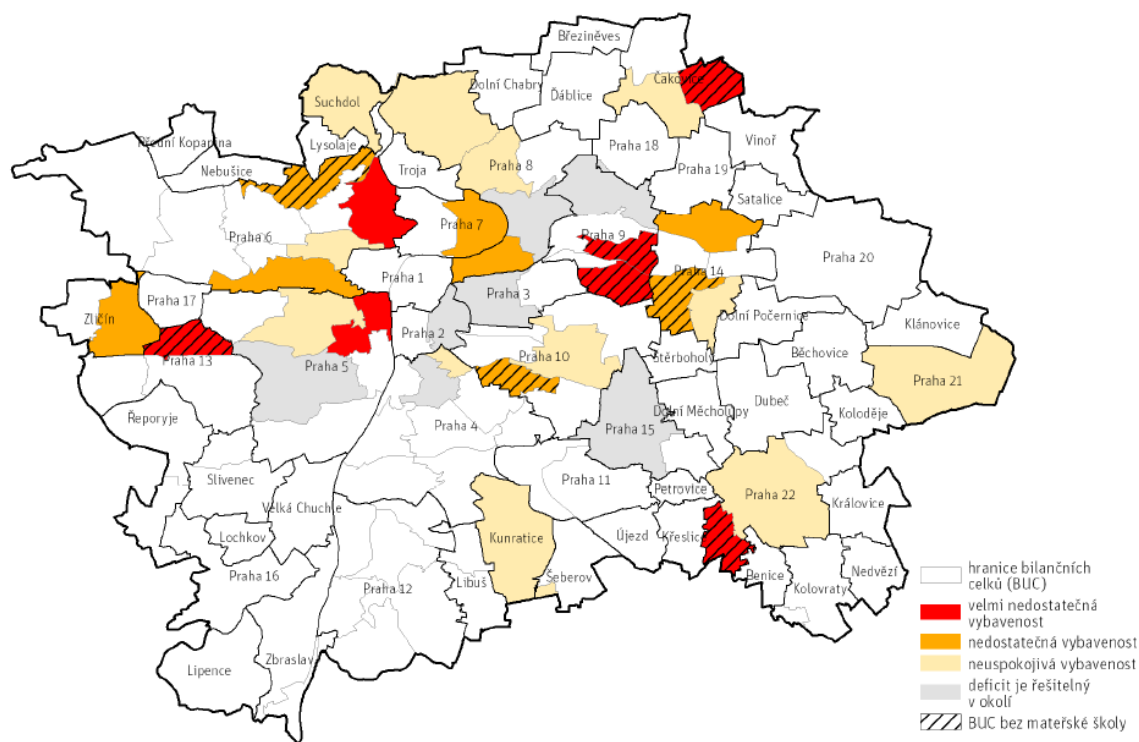 Březiněves
Čakovice
Dolní Chabry
Ďáblice
Suchdol
Přední Kopanina
Lysolaje
Praha 18
Vinoř
Nebušice
Troja
Praha 8
Praha 19
Satalice
Praha 6
Praha 7
Praha 9
Praha 14
Praha 20
Praha 1
Praha 3
Praha 17
Zličín
Dolní Počernice
Klánovice
Praha 2
Praha 13
Praha 5
Praha 10
Štěrboholy
Běchovice
Praha 21
Řeporyje
Praha 4
Praha 15
Dolní Měcholupy
Dubeč
Koloděje
Slivenec
Praha 11
Petrovice
Praha 22
Královice
Velká Chuchle
Lochkov
Kunratice
Újezd
Křeslic
Praha 16
Praha 12
Libuš
Šeberov
Benice
Kolovraty
Nedvězí
Lipence
Zbraslav
hranice bilančních
celků (BUC)
velmi nedostatečná
vybavenost
nedostatečná vybavenost
neuspokojivá vybavenost
deficit je řešitelný
v okolí
BUC bez mateřské školy